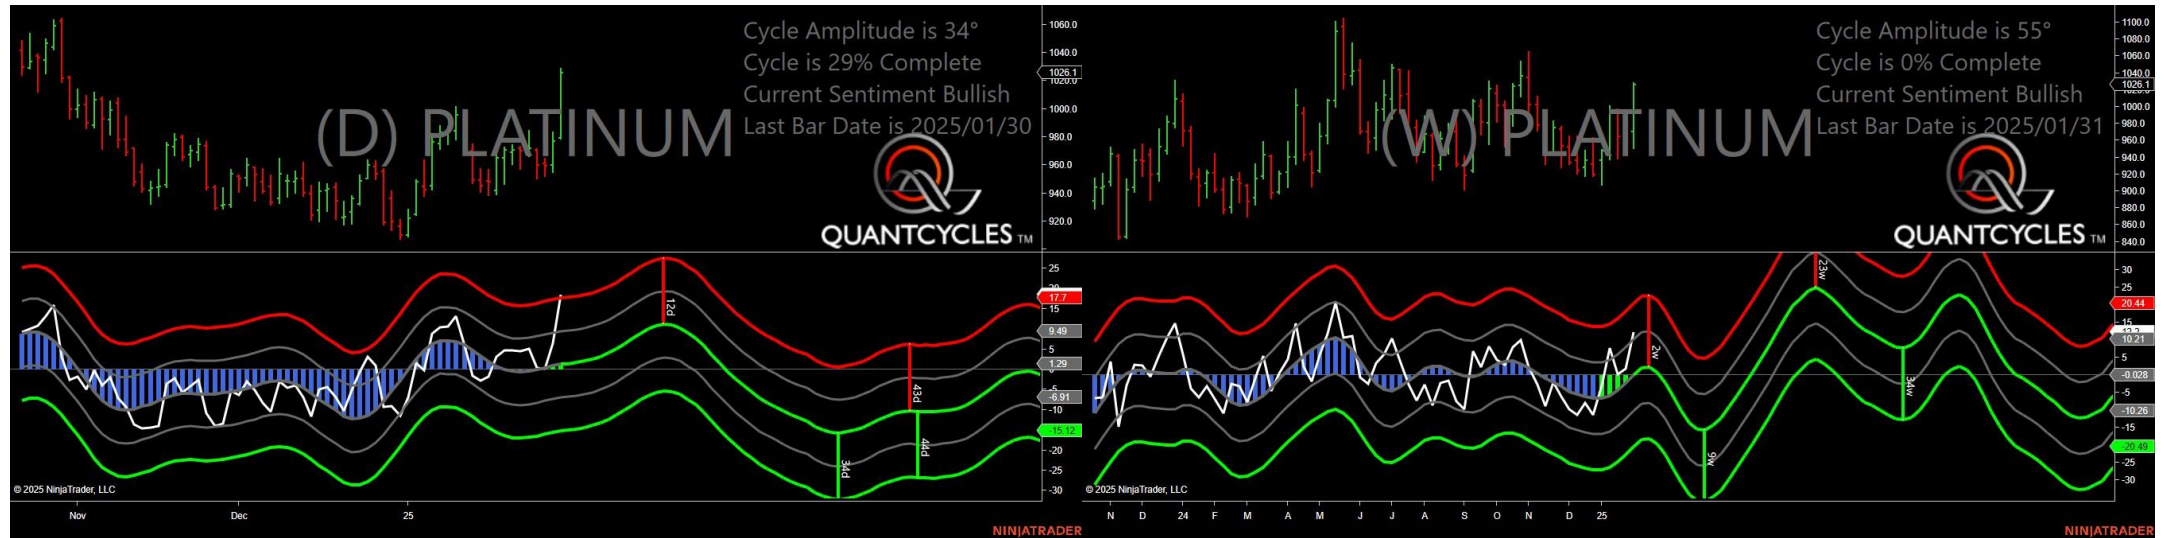 Cycle Amplitude is 34°
Cycle is 29% Complete
Current Sentiment Bullish
Last Bar Date is 2025/01/30
(D) PLATINUM
QUANTCYCLES TM
1060.0
1040.0
1026.1
1020.0
1000.0
980.0
960.0
940.0
920.0
25
17.7
15
9.49
5
1.29
-5
-6.91
-10
-15.12
-20
-25
-30
12d
34d
43d
44d
© 2025 NinjaTrader, LLC
Nov
Dec
25
NINJATRADER
Cycle Amplitude is 55°
Cycle is 0% Complete
Current Sentiment Bullish
Last Bar Date is 2025/01/31
(W) PLATINUM
QUANTCYCLES TM
1100.0
1080.0
1060.0
1040.0
1026.1
1000.0
980.0
960.0
940.0
920.0
900.0
880.0
860.0
840.0
30
25
20.44
15
10.21
5
-0.028
-5
-10.26
-15
-20.49
-25
-30
2w
9w
23w
34w
© 2025 NinjaTrader, LLC
N D 24 F M A M J J A S O N D 25
NINJATRADER